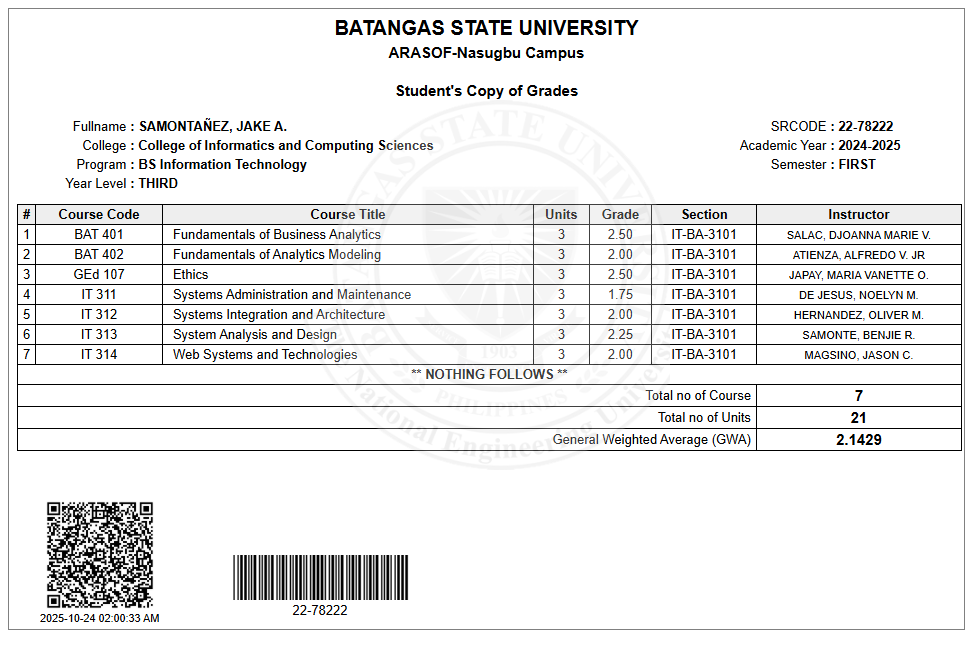 BATANGAS STATE UNIVERSITY
ARASOF-Nasugbu Campus
Student's Copy of Grades
Fullname : SAMONTAÑEZ, JAKE A. SRCODE : 22-78222
College : College of Informatics and Computing Sciences Academic Year : 2024-2025
Program : BS Information Technology Semester : FIRST
Year Level : THIRD
# Course Code Course Title Units Grade Section Instructor
1 BAT 401 Fundamentals of Business Analytics 3 2.50 IT-BA-3101 SALAC, DJOANNA MARIE V.
2 BAT 402 Fundamentals of Analytics Modeling 3 2.00 IT-BA-3101 ATIENZA, ALFREDO V. JR
3 GEd 107 Ethics 3 2.50 IT-BA-3101 JAPAY, MARIA VANETTE O.
4 IT 311 Systems Administration and Maintenance 3 1.75 IT-BA-3101 DE JESUS, NOELYN M.
5 IT 312 Systems Integration and Architecture 3 2.00 IT-BA-3101 HERNANDEZ, OLIVER M.
6 IT 313 System Analysis and Design 3 2.25 IT-BA-3101 SAMONTE, BENJIE R.
7 IT 314 Web Systems and Technologies 3 2.00 IT-BA-3101 MAGSINO, JASON C.
** NOTHING FOLLOWS **
Total no of Course 7
Total no of Units 21
General Weighted Average (GWA) 2.1429
BATANGAS STATE UNIVERSITY
1903
PHILIPPINES
The National Engineering University
2025-10-24 02:00:33 AM
22-78222